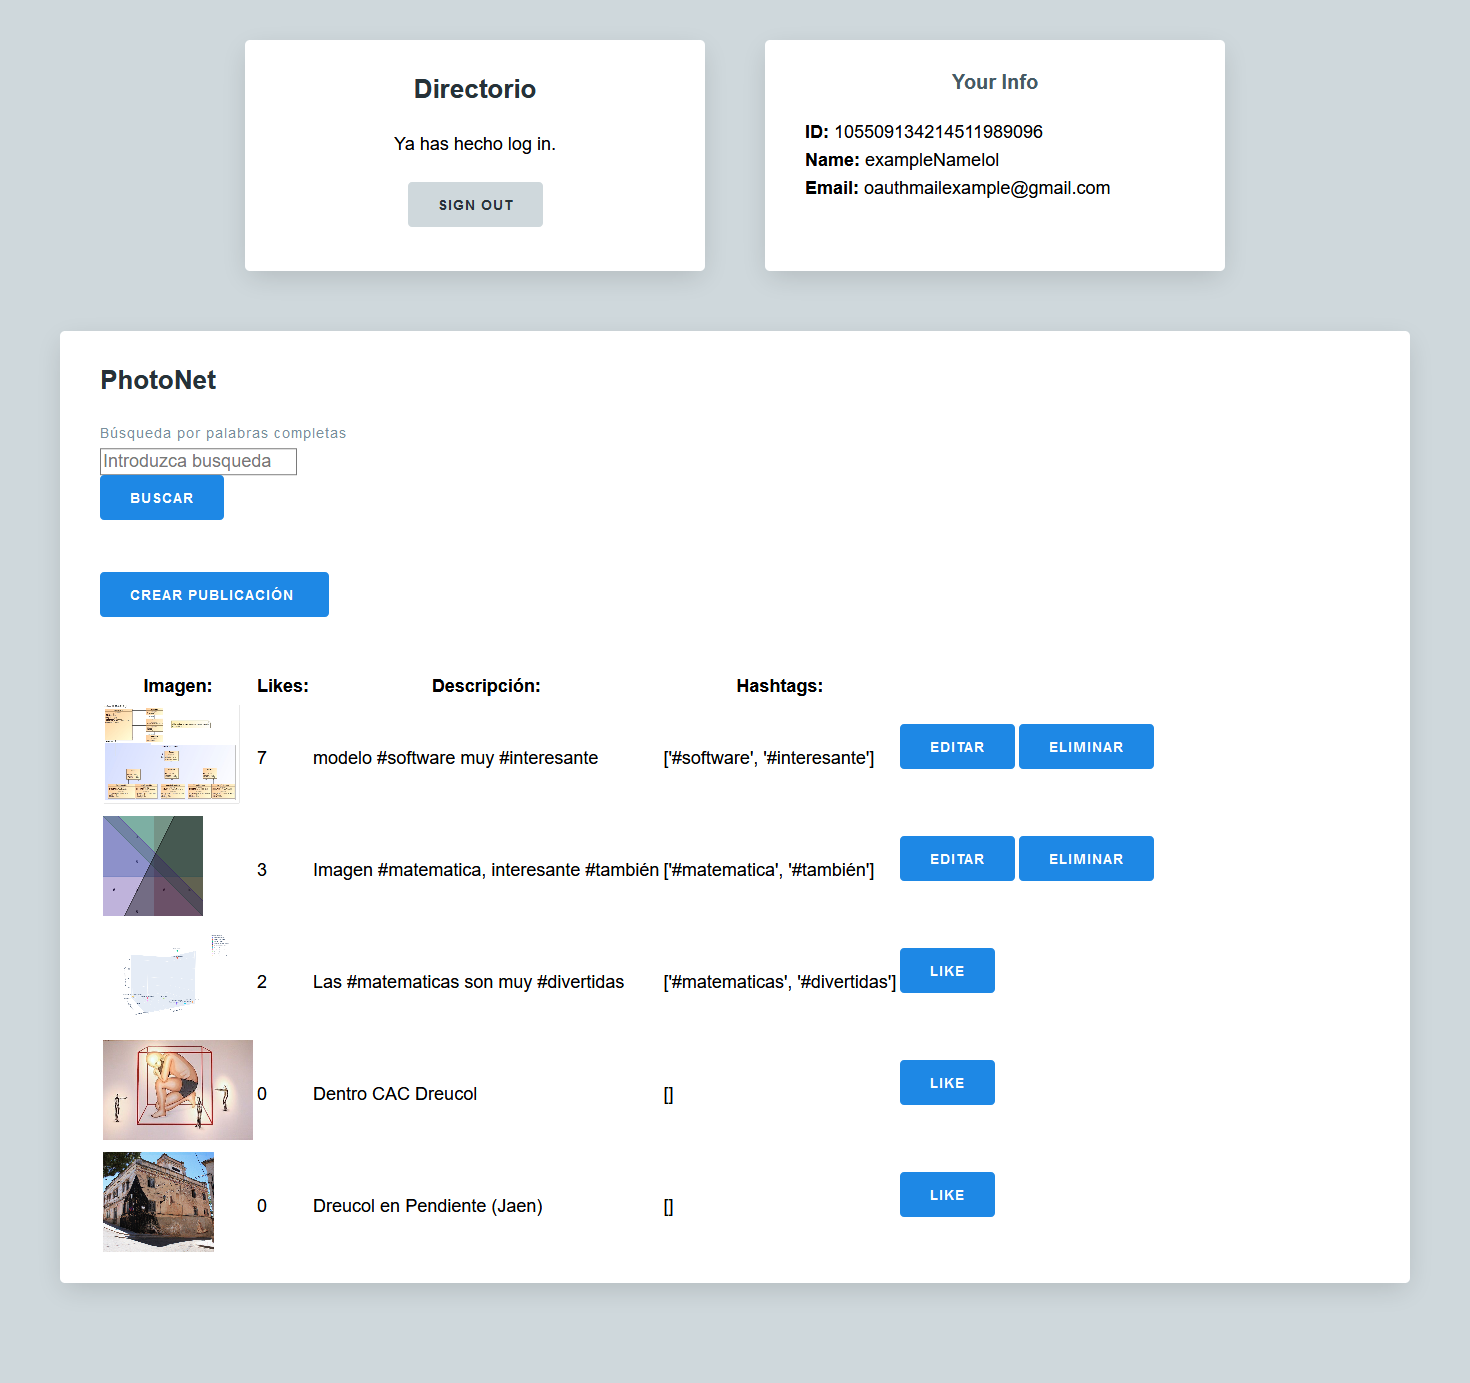 Directorio
Ya has hecho log in.
SIGN OUT
Your Info
ID: 105509134214511989096
Name: exampleNamelol
Email: oauthmailexample@gmail.com
PhotoNet
Búsqueda por palabras completas
Introduzca busqueda
BUSCAR
CREAR PUBLICACIÓN
Imagen: Likes: Descripción: Hashtags:
7 modelo #software muy #interesante ['#software', '#interesante'] EDITAR ELIMINAR
3 Imagen #matematica, interesante #también ['#matematica', '#también'] EDITAR ELIMINAR
2 Las #matematicas son muy #divertidas ['#matematicas', '#divertidas'] LIKE
0 Dentro CAC Dreucol [] LIKE
0 Dreucol en Pendiente (Jaen) [] LIKE